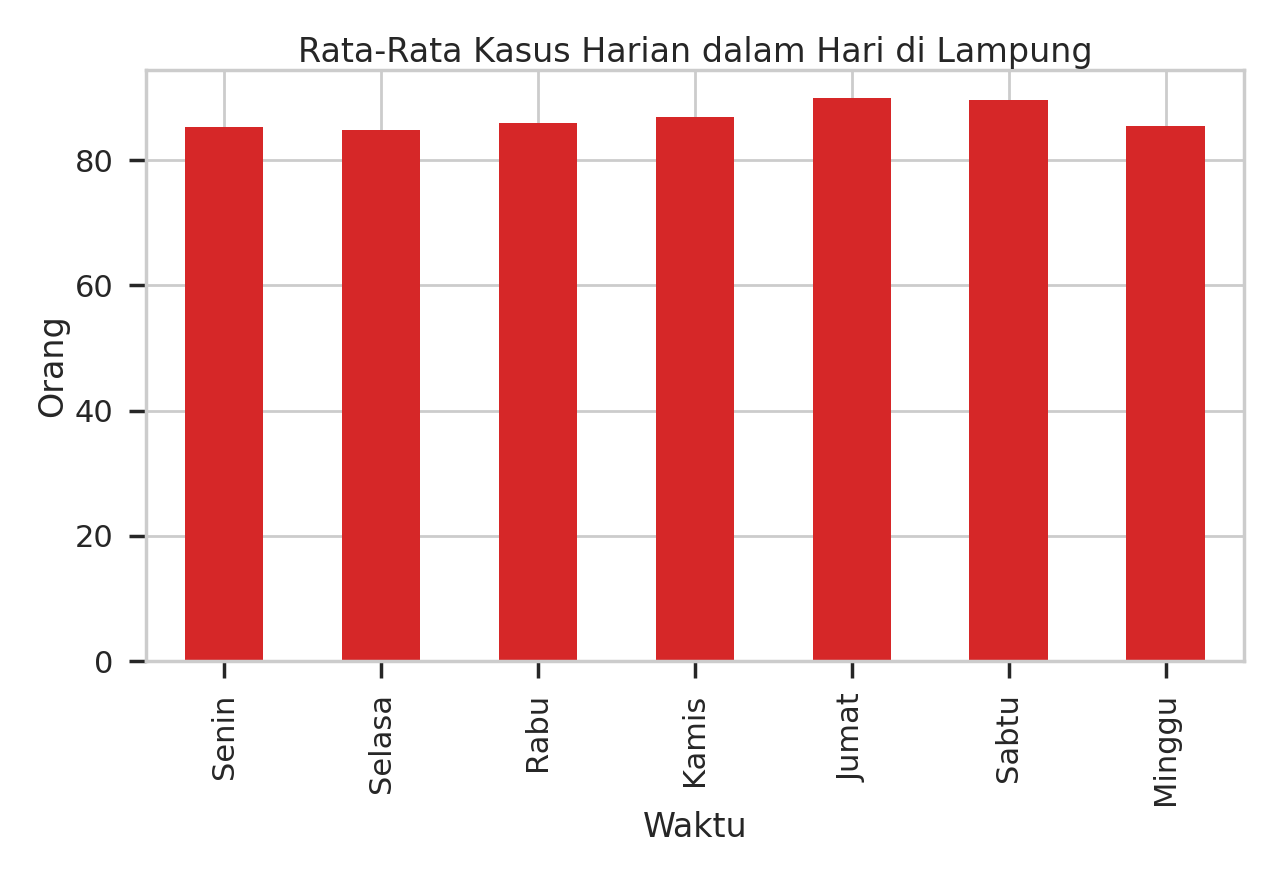 Rata-Rata Kasus Harian dalam Hari di Lampung
Orang
80
60
40
20
0
Senin
Selasa
Rabu
Kamis
Jumat
Sabtu
Minggu
Waktu